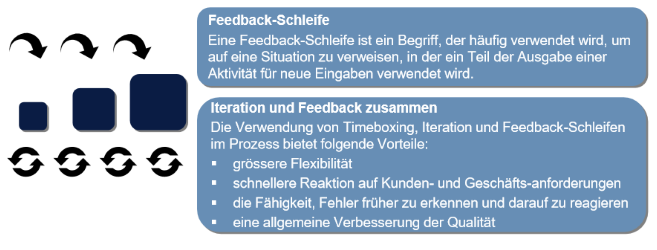 Feedback-Schleife
Eine Feedback-Schleife ist ein Begriff, der häufig verwendet wird, um
auf eine Situation zu verweisen, in der ein Teil der Ausgabe einer
Aktivität für neue Eingaben verwendet wird.
Iteration und Feedback zusammen
Die Verwendung von Timeboxing, Iteration und Feedback-Schleifen
im Prozess bietet folgende Vorteile:
▪ grössere Flexibilität
▪ schnellere Reaktion auf Kunden- und Geschäfts-anforderungen
▪ die Fähigkeit, Fehler früher zu erkennen und darauf zu reagieren
▪ eine allgemeine Verbesserung der Qualität